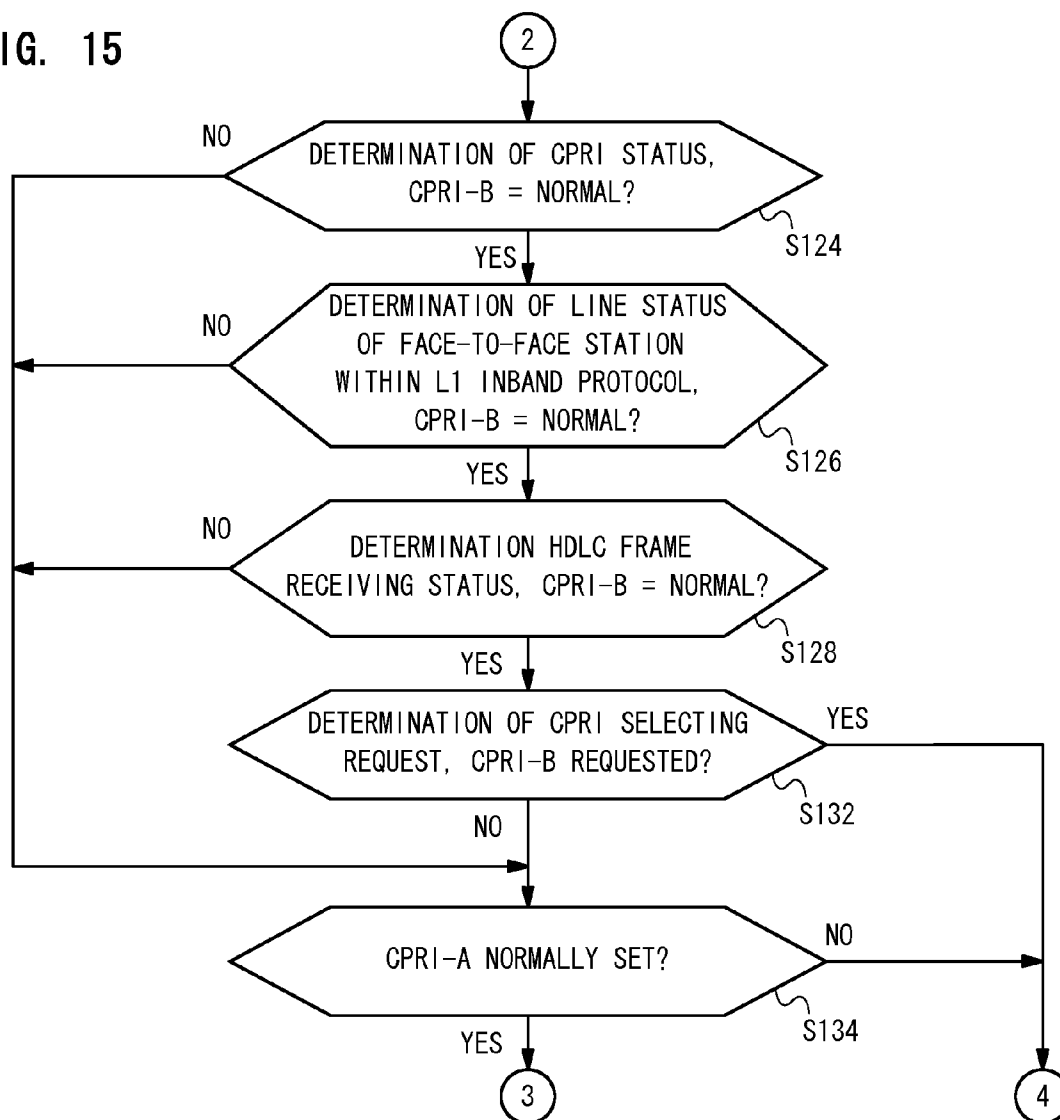 IG. 15
2
NO
DETERMINATION OF CPRI STATUS,
CPRI-B = NORMAL?
S124
YES
NO
DETERMINATION OF LINE STATUS
OF FACE-TO-FACE STATION
WITHIN L1 INBAND PROTOCOL,
CPRI-B = NORMAL?
S126
YES
NO
DETERMINATION HDLC FRAME
RECEIVING STATUS, CPRI-B = NORMAL?
S128
YES
DETERMINATION OF CPRI SELECTING
REQUEST, CPRI-B REQUESTED?
YES
S132
NO
CPRI-A NORMALLY SET?
NO
S134
YES
3
4